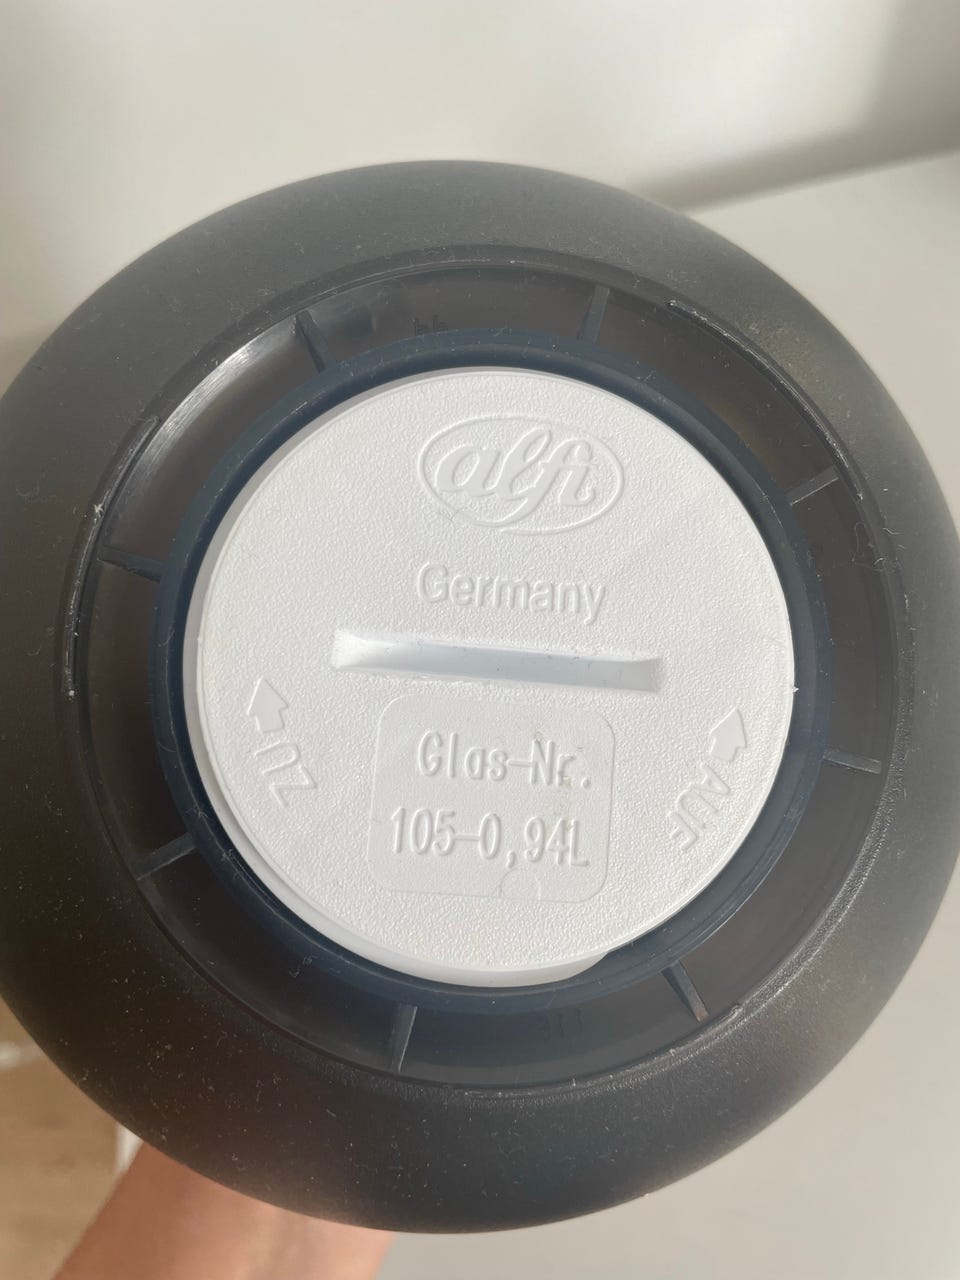 alfi
Germany
ZU
AUF
Glas-Nr.
105-0,94L